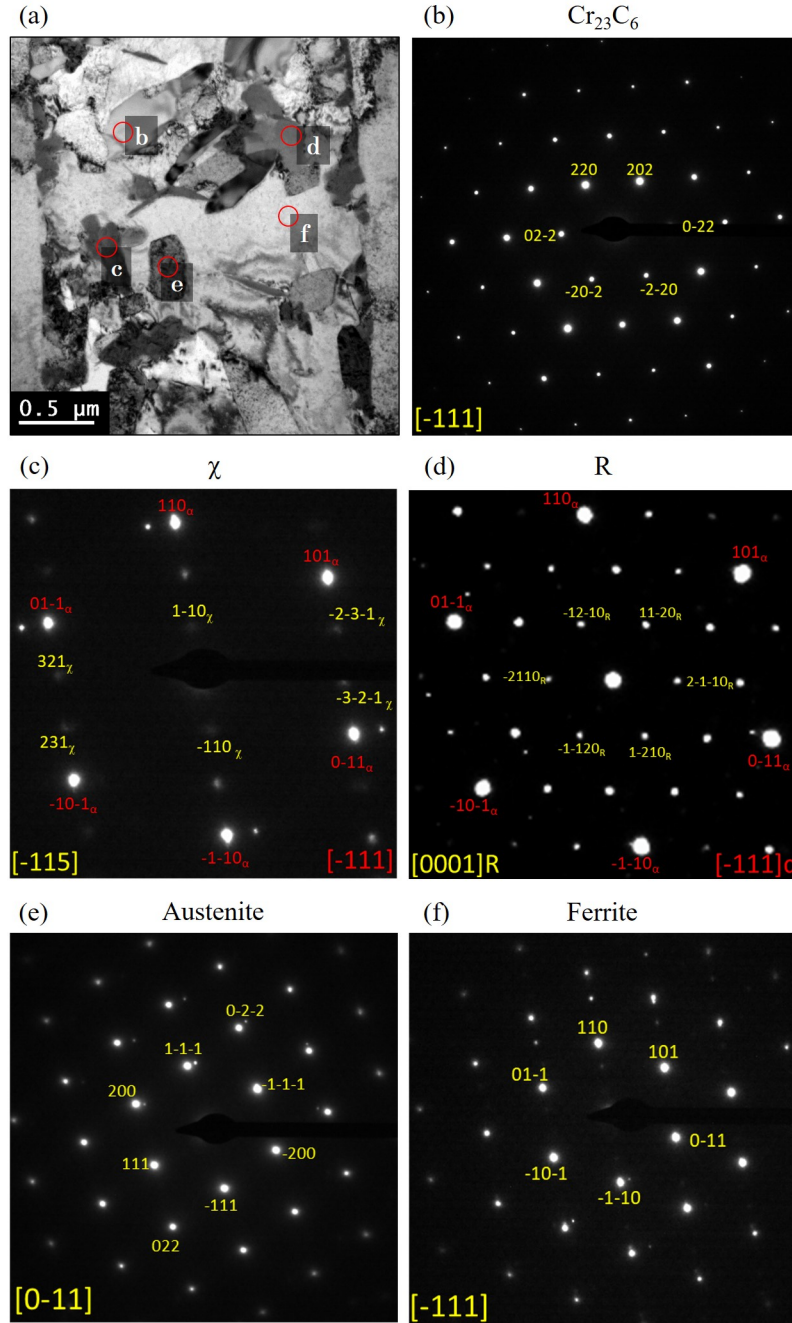 (a)
(b) Cr₂₃C₆
b
d
f
c
e
0.5 μm
220 202
02-2 0-22
-20-2 -2-20
[-111]
(c) χ
(d) R
110α
101α
01-1α
1-10χ
-2-3-1χ
321χ
-3-2-1χ
231χ
-110χ
0-11α
-10-1α
-1-10α
[-115] [-111]
110α
101α
01-1α
-12-10R 11-20R
-2110R 2-1-10R
-1-120R 1-210R
0-11α
-10-1α
-1-10α
[0001]R [-111]α
(e) Austenite
(f) Ferrite
0-2-2
1-1-1
-1-1-1
200
-200
111
-111
022
[0-11]
110
101
01-1
0-11
-10-1
-1-10
[-111]